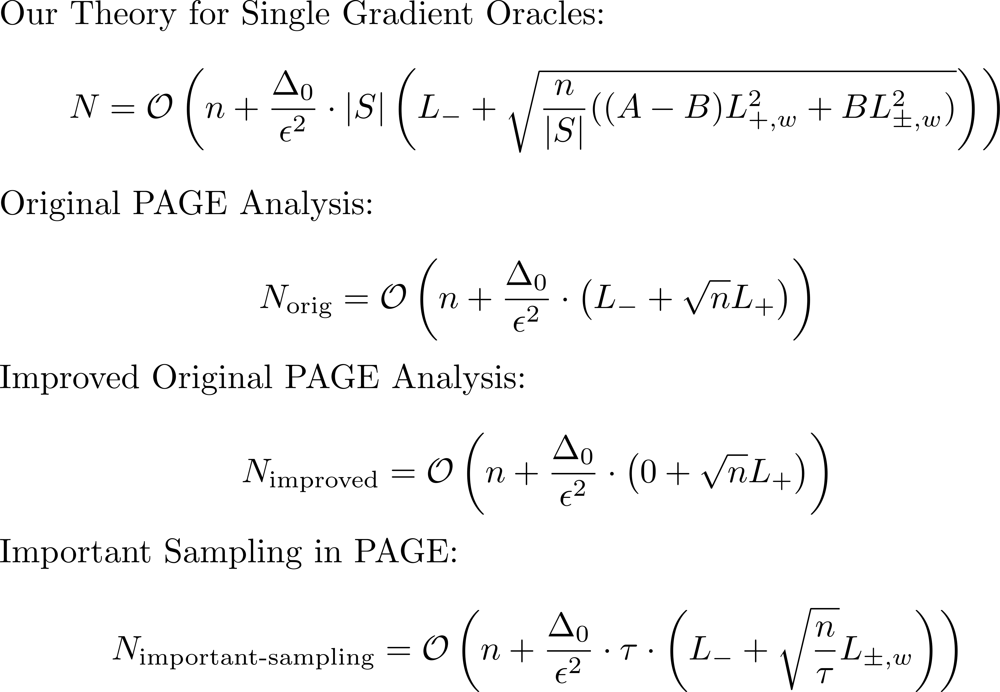 Our Theory for Single Gradient Oracles:
$N = \mathcal{O}\left(n + \frac{\Delta_0}{\epsilon^2} \cdot |S| \left(L_- + \sqrt{\frac{n}{|S|}((A-B)L_{+,w}^2 + BL_{\pm,w}^2)}\right)\right)$
Original PAGE Analysis:
$N_{\text{orig}} = \mathcal{O}\left(n + \frac{\Delta_0}{\epsilon^2} \cdot (L_- + \sqrt{n}L_+)\right)$
Improved Original PAGE Analysis:
$N_{\text{improved}} = \mathcal{O}\left(n + \frac{\Delta_0}{\epsilon^2} \cdot (0 + \sqrt{n}L_+)\right)$
Important Sampling in PAGE:
$N_{\text{important-sampling}} = \mathcal{O}\left(n + \frac{\Delta_0}{\epsilon^2} \cdot \tau \cdot \left(L_- + \sqrt{\frac{n}{\tau}}L_{\pm,w}\right)\right)$